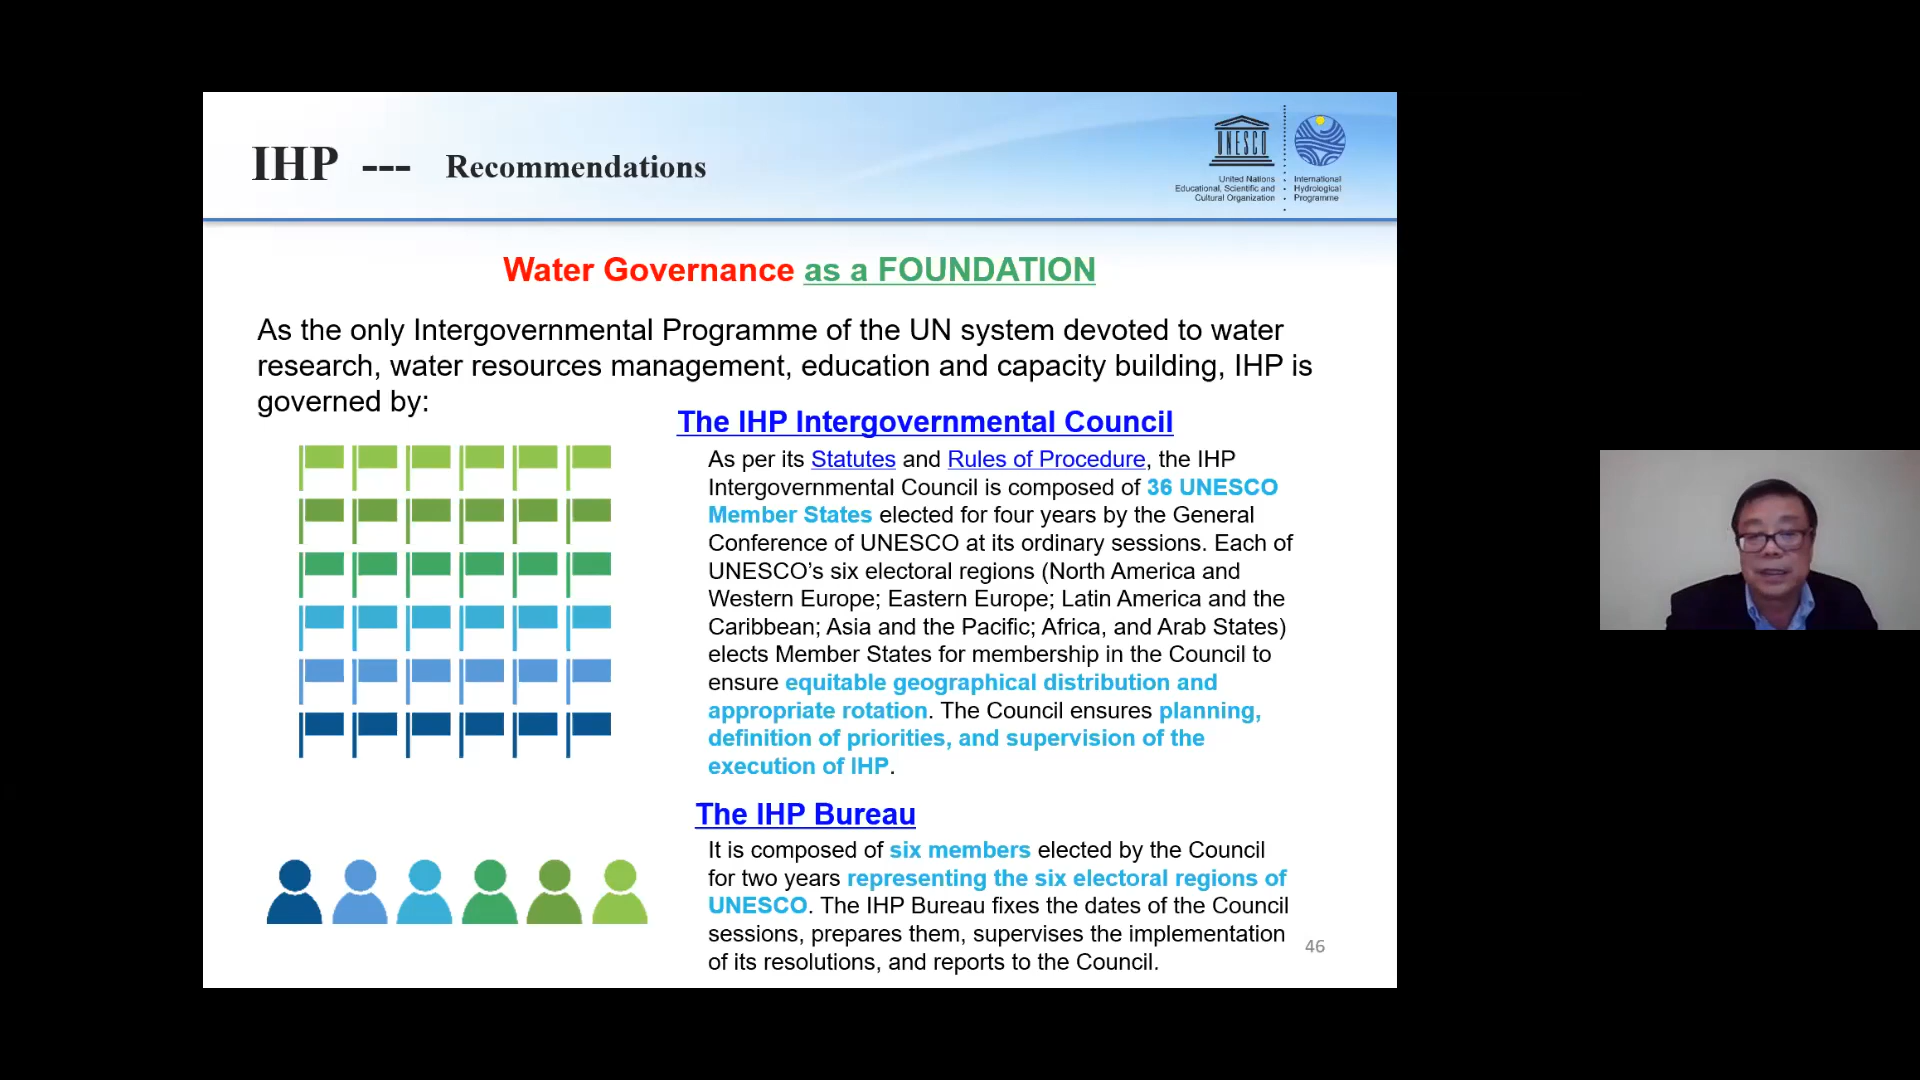 IHP --- Recommendations
UNESCO
United Nations
Educational, Scientific and
Cultural Organization
International
Hydrological
Programme
Water Governance as a FOUNDATION
As the only Intergovernmental Programme of the UN system devoted to water
research, water resources management, education and capacity building, IHP is
governed by:
The IHP Intergovernmental Council
As per its Statutes and Rules of Procedure, the IHP
Intergovernmental Council is composed of 36 UNESCO
Member States elected for four years by the General
Conference of UNESCO at its ordinary sessions. Each of
UNESCO’s six electoral regions (North America and
Western Europe; Eastern Europe; Latin America and the
Caribbean; Asia and the Pacific; Africa, and Arab States)
elects Member States for membership in the Council to
ensure equitable geographical distribution and
appropriate rotation. The Council ensures planning,
definition of priorities, and supervision of the
execution of IHP.
The IHP Bureau
It is composed of six members elected by the Council
for two years representing the six electoral regions of
UNESCO. The IHP Bureau fixes the dates of the Council
sessions, prepares them, supervises the implementation
of its resolutions, and reports to the Council.
46